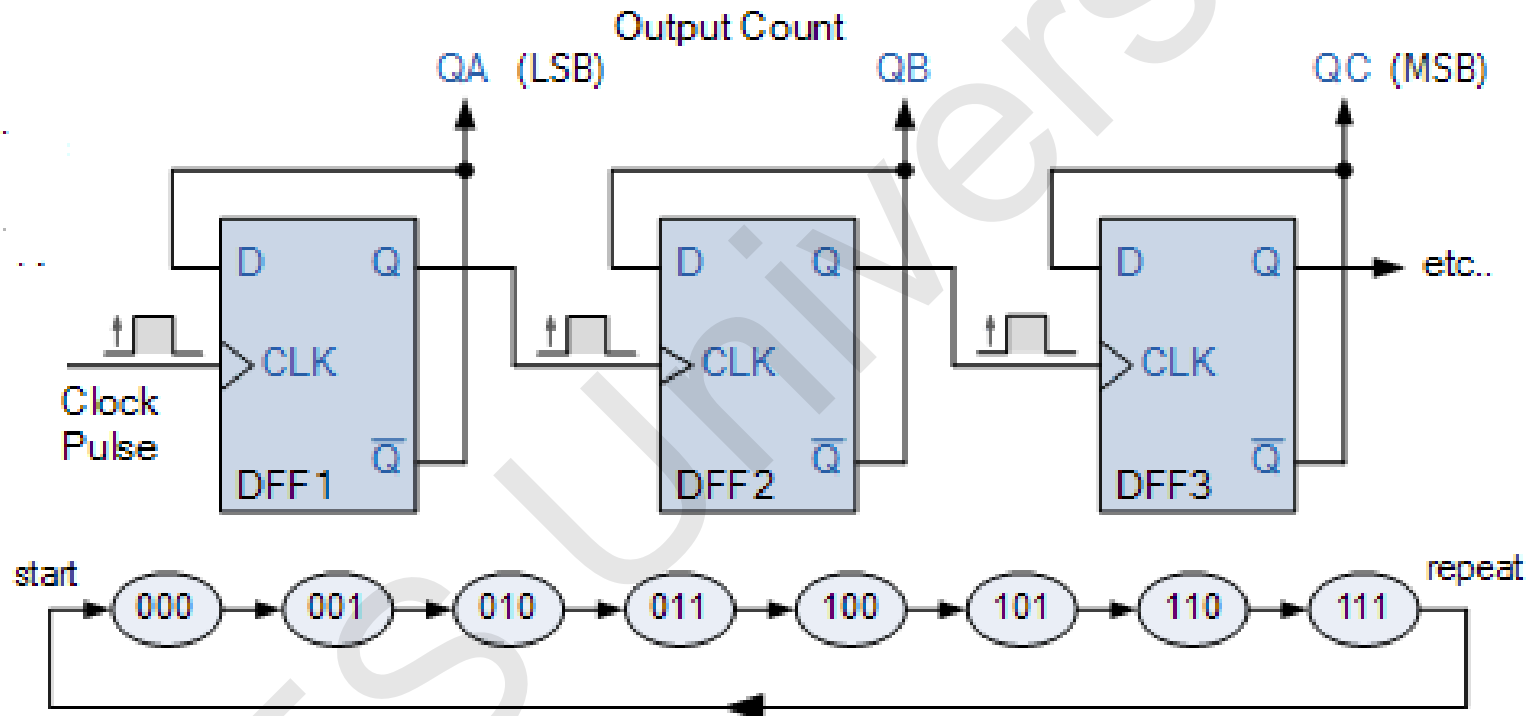 Output Count
QA (LSB)
QB
QC (MSB)
D
Q
D
Q
D
Q
etc..
CLK
CLK
CLK
Clock
Pulse
Q̅
Q̅
Q̅
DFF1
DFF2
DFF3
start
repeat
000
001
010
011
100
101
110
111
S Univers